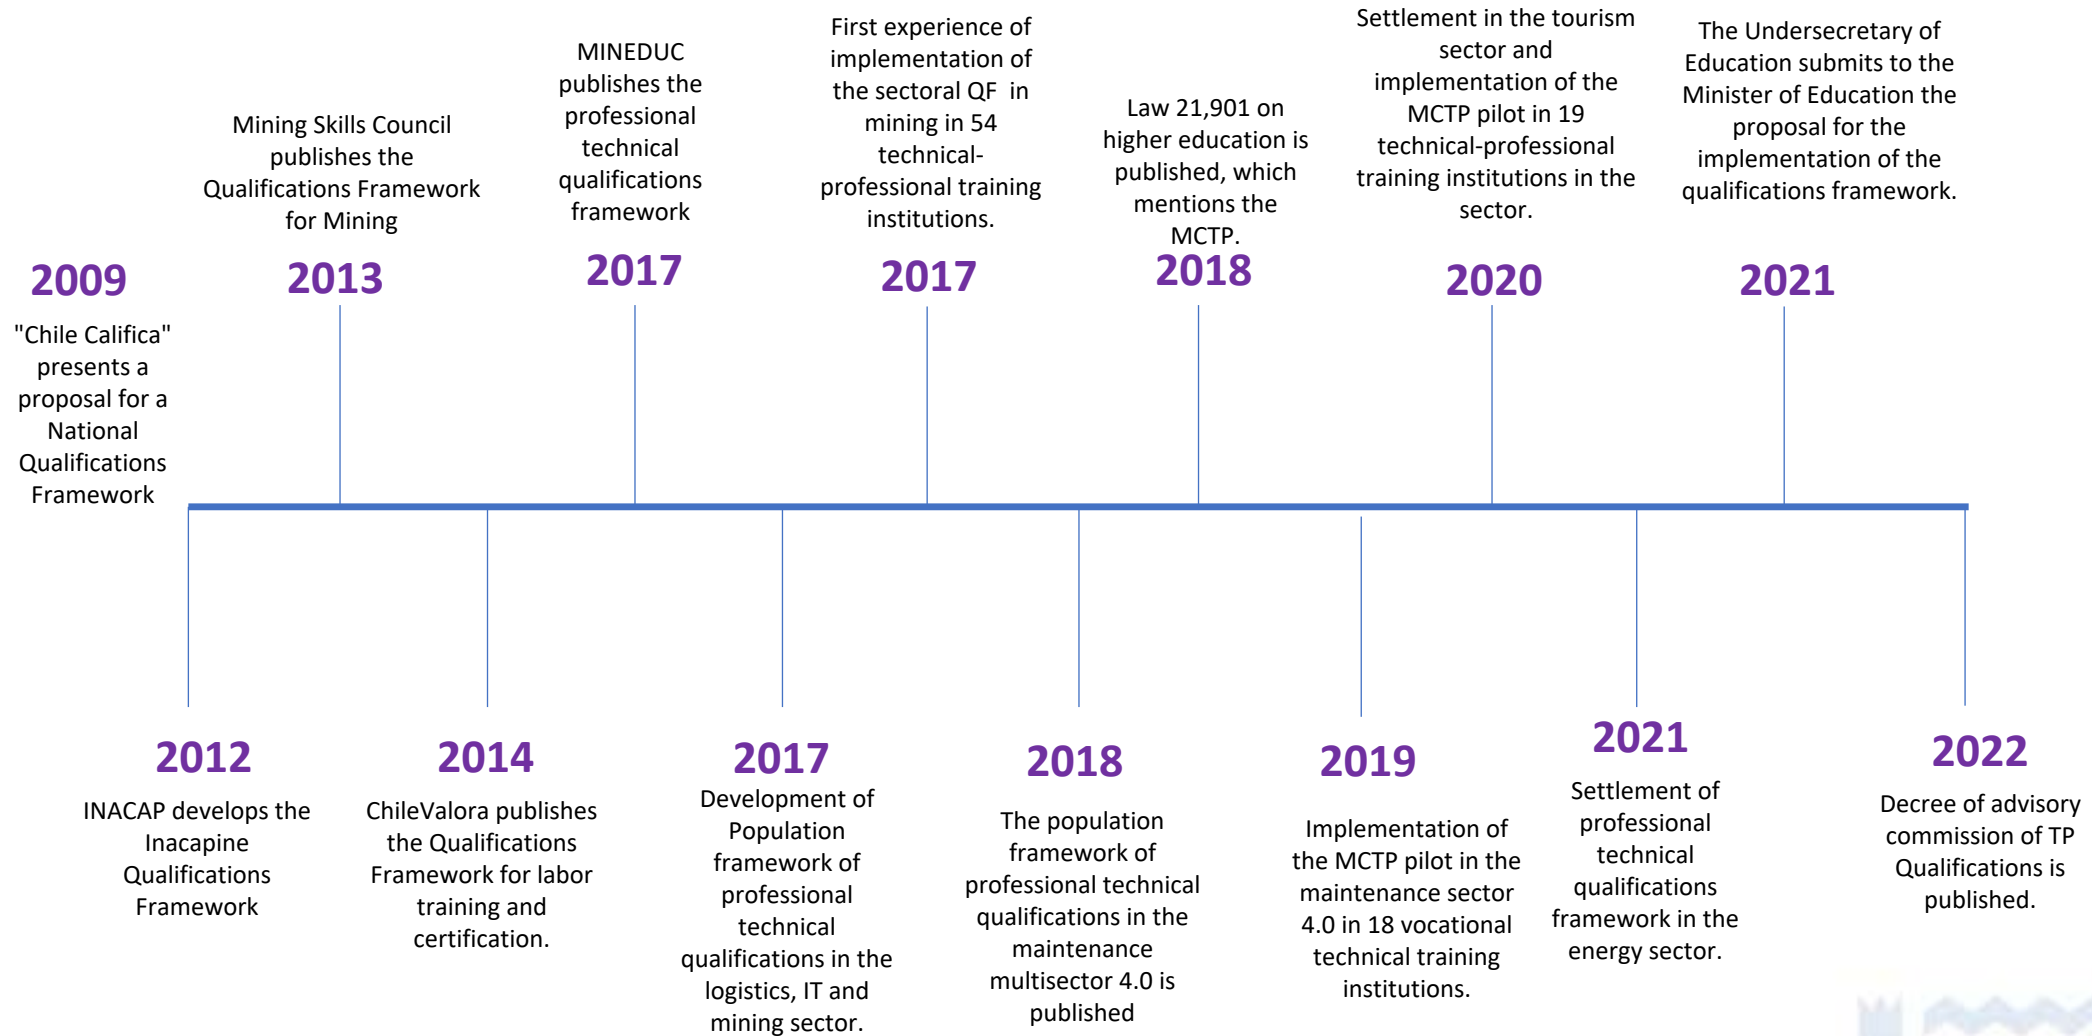 2009
"Chile Califica"
presents a
proposal for a
National
Qualifications
Framework
Mining Skills Council
publishes the
Qualifications Framework
for Mining
2013
MINEDUC
publishes the
professional
technical
qualifications
framework
2017
First experience of
implementation of
the sectoral QF in
mining in 54
technical-
professional training
institutions.
2017
Law 21,901 on
higher education is
published, which
mentions the
MCTP.
2018
Settlement in the tourism
sector and
implementation of the
MCTP pilot in 19
technical-professional
training institutions in the
sector.
2020
The Undersecretary of
Education submits to the
Minister of Education the
proposal for the
implementation of the
qualifications framework.
2021
2012
INACAP develops the
Inacapine
Qualifications
Framework
2014
ChileValora publishes
the Qualifications
Framework for labor
training and
certification.
2017
Development of
Population
framework of
professional
technical
qualifications in the
logistics, IT and
mining sector.
2018
The population
framework of
professional technical
qualifications in the
maintenance
multisector 4.0 is
published
2019
Implementation of
the MCTP pilot in the
maintenance sector
4.0 in 18 vocational
technical training
institutions.
2021
Settlement of
professional
technical
qualifications
framework in the
energy sector.
2022
Decree of advisory
commission of TP
Qualifications is
published.